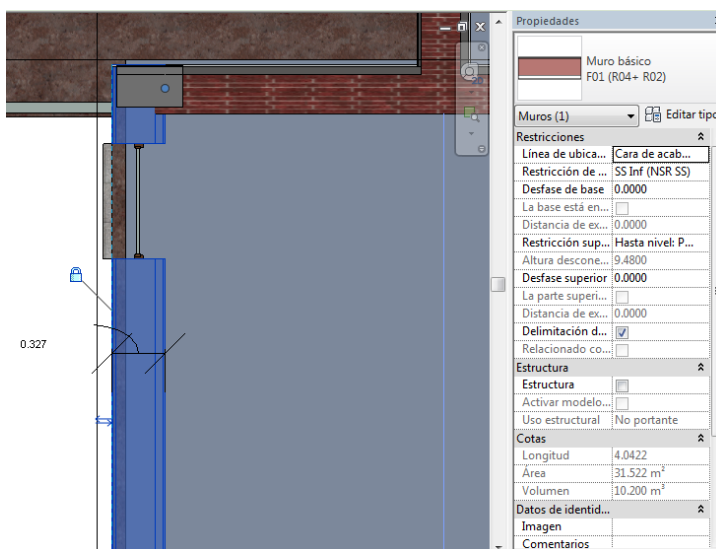 Propiedades
Muro básico
F01 (R04+ R02)
Muros (1)
Editar tipo
Restricciones
Línea de ubica... Cara de acab...
Restricción de ... SS Inf (NSR SS)
Desfase de base 0.0000
La base está en...
Distancia de ex... 0.0000
Restricción sup... Hasta nivel: P...
Altura descone... 9.4800
Desfase superior 0.0000
La parte superi...
Distancia de ex... 0.0000
Delimitación d...
Relacionado co...
Estructura
Estructura
Activar modelo...
Uso estructural No portante
Cotas
Longitud 4.0422
Área 31.522 m²
Volumen 10.200 m³
Datos de identid...
Imagen
Comentarios
0.327